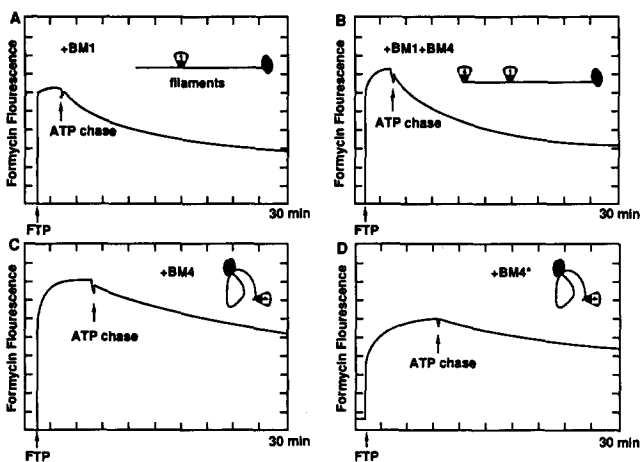 A
+BM1
filaments
ATP chase
Formycin Flourescence
30 min
FTP
B
+BM1+BM4
ATP chase
Formycin Flourescence
30 min
FTP
C
+BM4
ATP chase
Formycin Flourescence
30 min
FTP
D
+BM4*
ATP chase
Formycin Flourescence
30 min
FTP